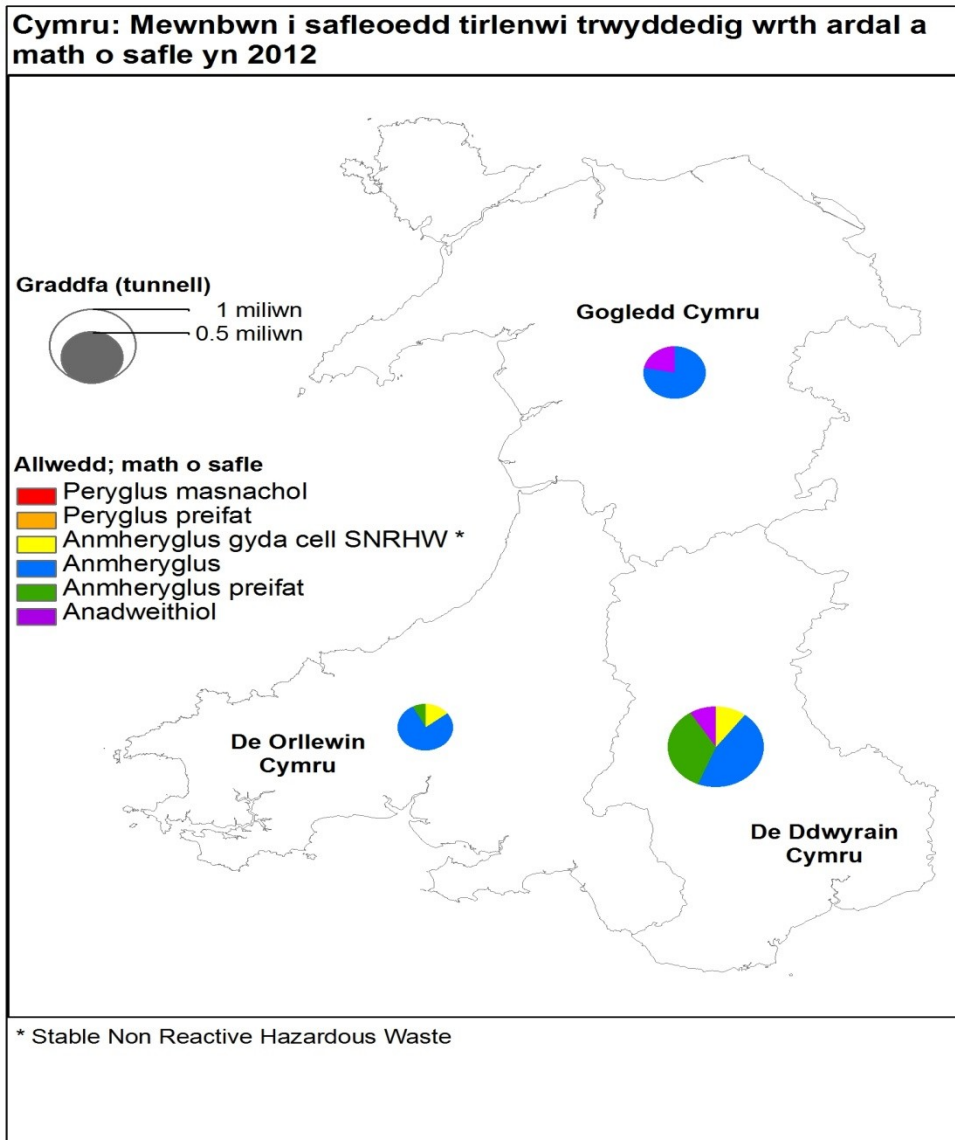 Cymru: Mewnbwn i safleoedd tirlenwi trwyddedig wrth ardal a
math o safle yn 2012
Graddfa (tunnell)
1 miliwn
0.5 miliwn
Gogledd Cymru
Allwedd; math o safle
Peryglus masnachol
Peryglus preifat
Anmheryglus gyda cell SNRHW *
Anmheryglus
Anmheryglus preifat
Anadweithiol
De Orllewin
Cymru
De Ddwyrain
Cymru
* Stable Non Reactive Hazardous Waste